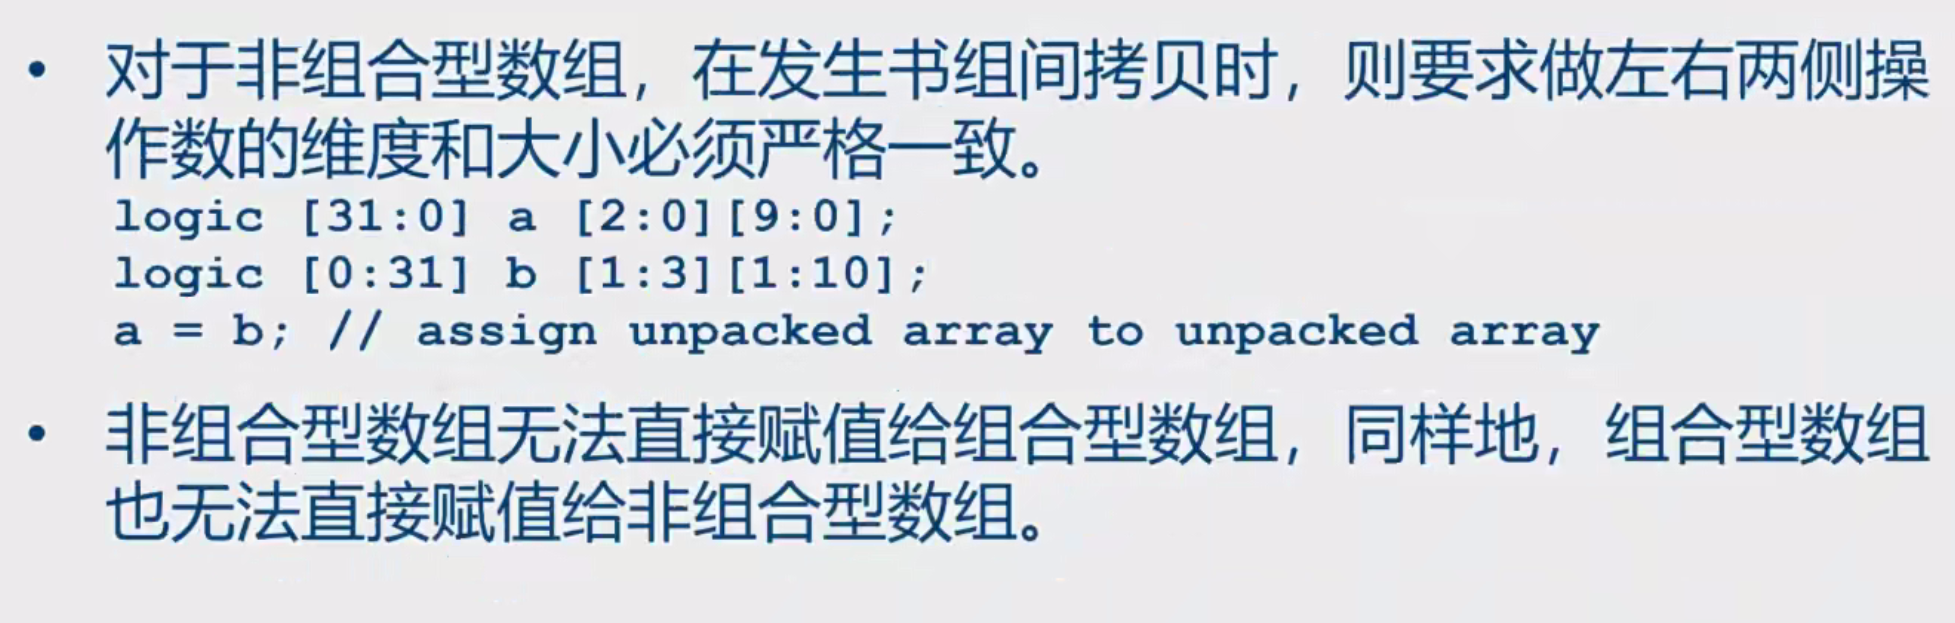 • 对于非组合型数组，在发生书组间拷贝时，则要求做左右两侧操
作数的维度和大小必须严格一致。
logic [31:0] a [2:0][9:0];
logic [0:31] b [1:3][1:10];
a = b; // assign unpacked array to unpacked array
• 非组合型数组无法直接赋值给组合型数组，同样地，组合型数组
也无法直接赋值给非组合型数组。